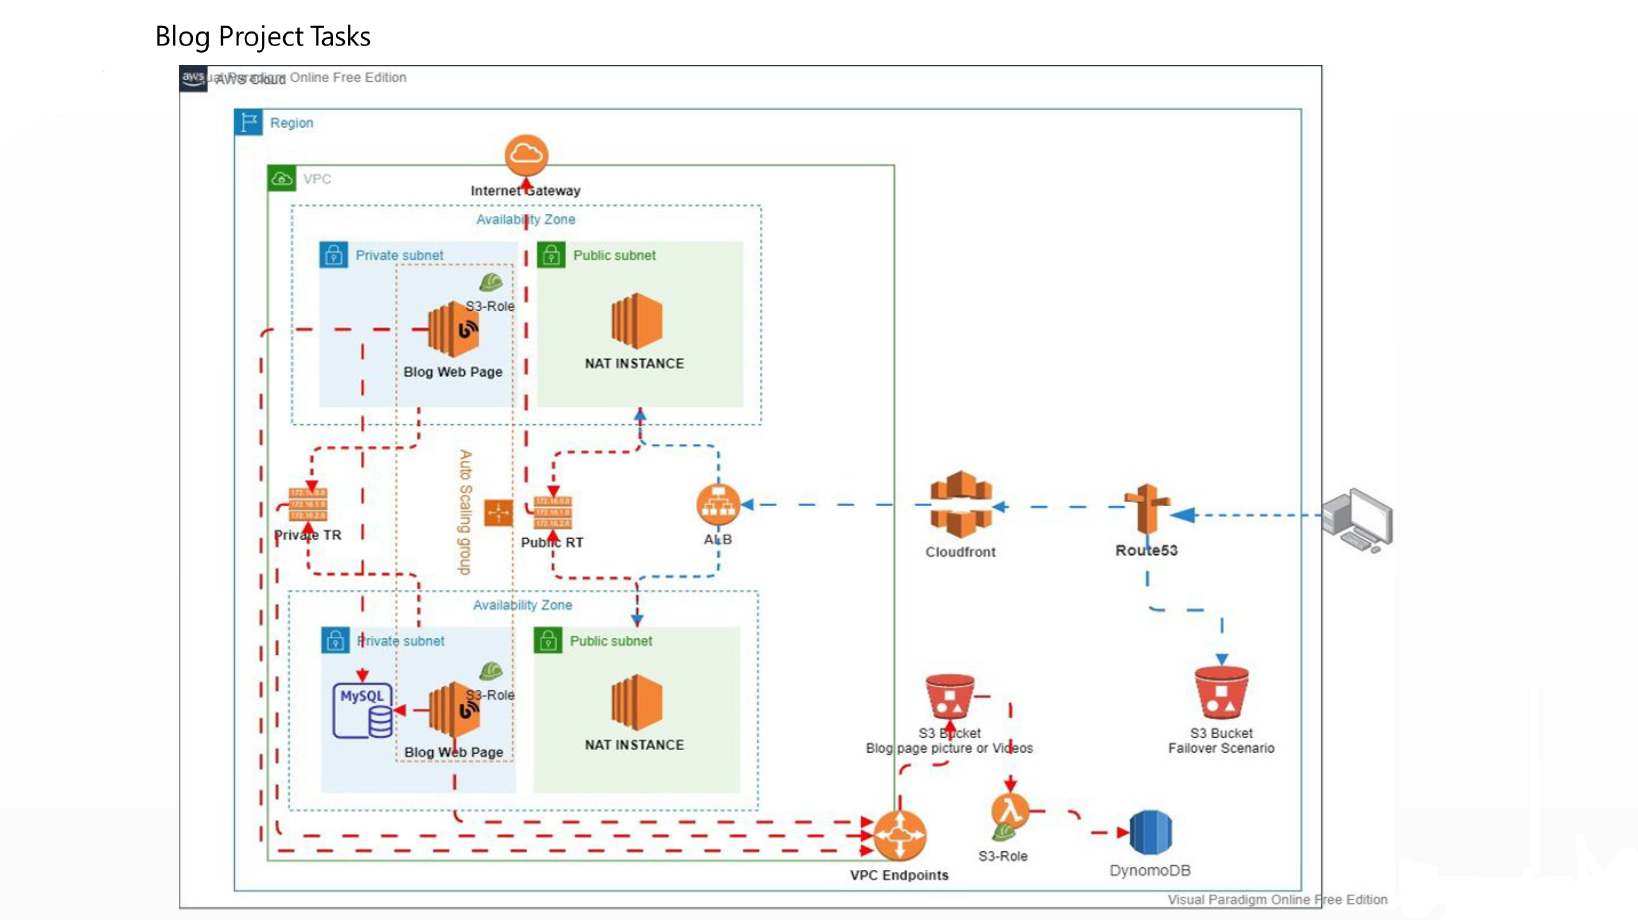 Blog Project Tasks
aws
Visual Paradigm Online Free Edition
AWS Cloud
Region
VPC
Internet Gateway
Availability Zone
Private subnet
Public subnet
S3-Role
Blog Web Page
NAT INSTANCE
Auto Scaling group
Private TR
Public RT
ALB
Cloudfront
Route53
Availability Zone
Private subnet
Public subnet
MySQL
S3-Role
Blog Web Page
NAT INSTANCE
S3 Bucket
Blog page picture or Videos
S3 Bucket
Failover Scenario
S3-Role
DynomoDB
VPC Endpoints
Visual Paradigm Online Free Edition